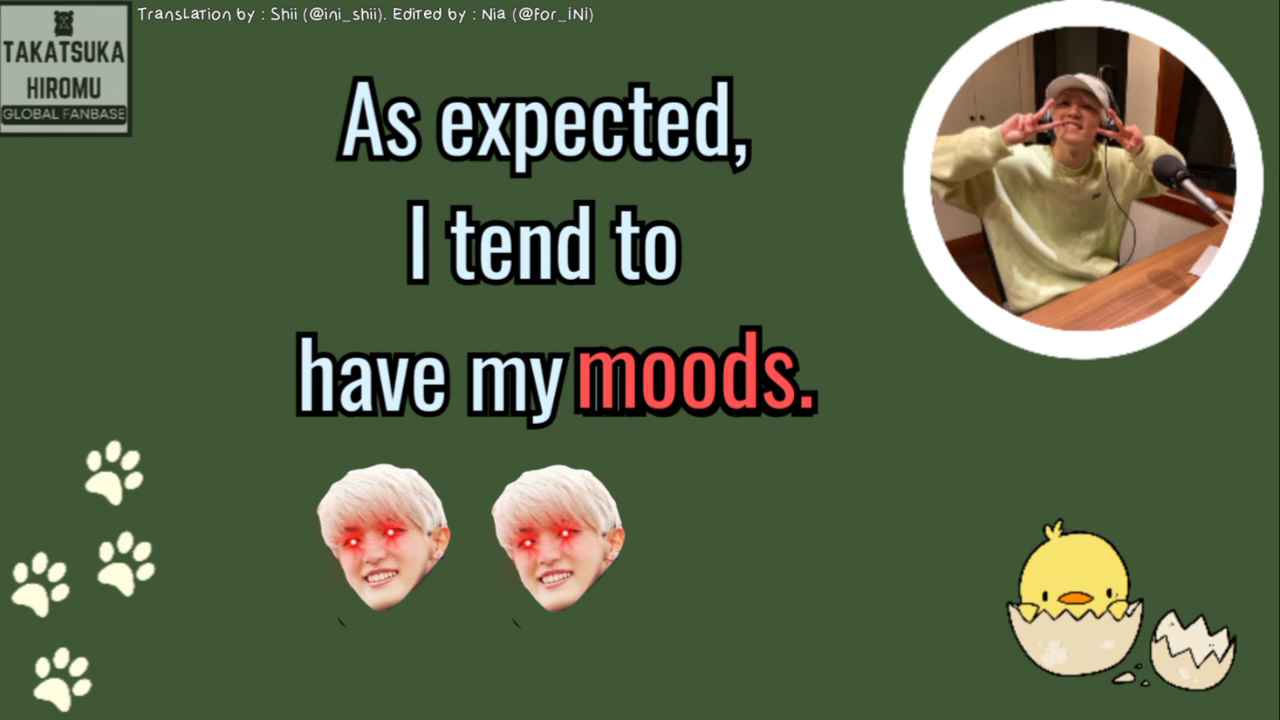 Translation by : Shii (@ini_shii). Edited by : Nia (@for_iNi)
TAKATSUKA
HIROMU
GLOBAL FANBASE
As expected,
I tend to
have my moods.